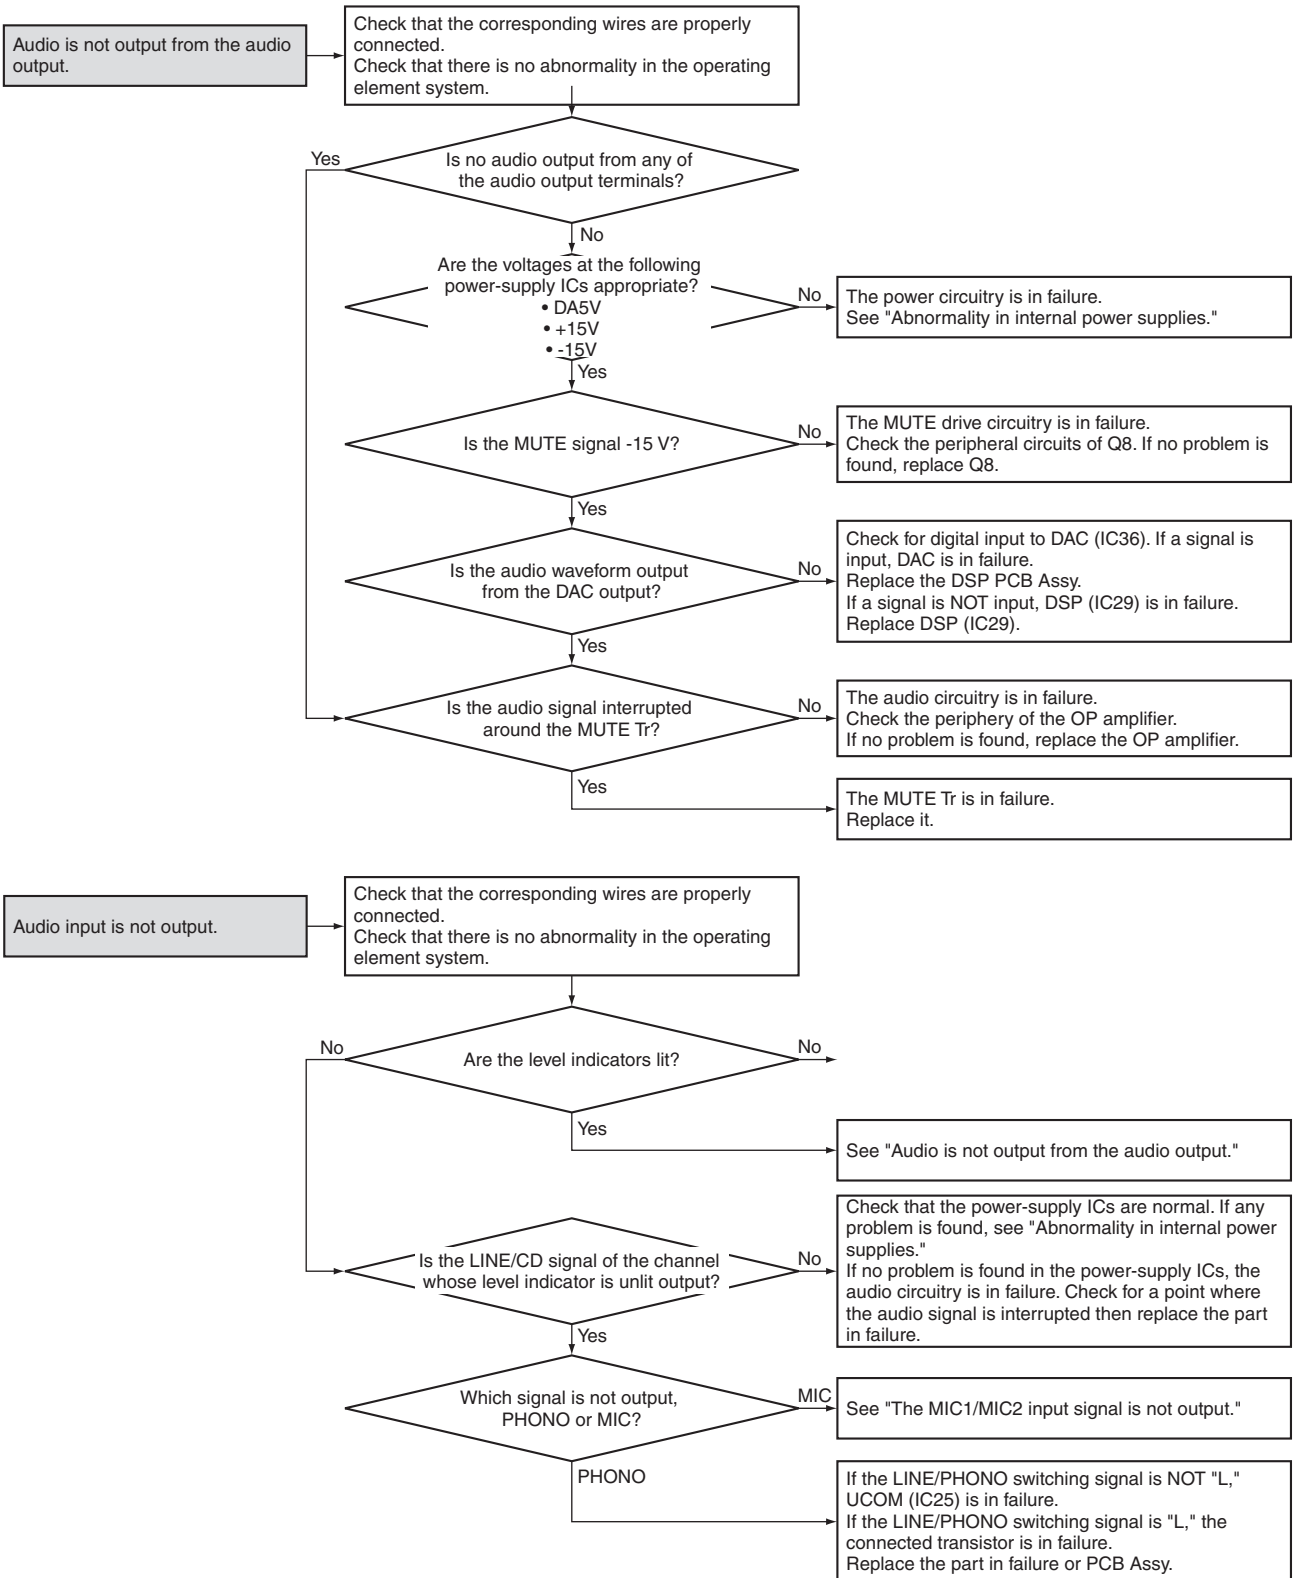 Audio is not output from the audio
output.
Check that the corresponding wires are properly
connected.
Check that there is no abnormality in the operating
element system.
Yes
Is no audio output from any of
the audio output terminals?
No
Are the voltages at the following
power-supply ICs appropriate?
• DA5V
• +15V
• -15V
No
The power circuitry is in failure.
See "Abnormality in internal power supplies."
Yes
Is the MUTE signal -15 V?
No
The MUTE drive circuitry is in failure.
Check the peripheral circuits of Q8. If no problem is
found, replace Q8.
Yes
Is the audio waveform output
from the DAC output?
No
Check for digital input to DAC (IC36). If a signal is
input, DAC is in failure.
Replace the DSP PCB Assy.
If a signal is NOT input, DSP (IC29) is in failure.
Replace DSP (IC29).
Yes
Is the audio signal interrupted
around the MUTE Tr?
No
The audio circuitry is in failure.
Check the periphery of the OP amplifier.
If no problem is found, replace the OP amplifier.
Yes
The MUTE Tr is in failure.
Replace it.
Audio input is not output.
Check that the corresponding wires are properly
connected.
Check that there is no abnormality in the operating
element system.
No
Are the level indicators lit?
No
Yes
See "Audio is not output from the audio output."
Is the LINE/CD signal of the channel
whose level indicator is unlit output?
No
Check that the power-supply ICs are normal. If any
problem is found, see "Abnormality in internal power
supplies."
If no problem is found in the power-supply ICs, the
audio circuitry is in failure. Check for a point where
the audio signal is interrupted then replace the part
in failure.
Yes
Which signal is not output,
PHONO or MIC?
MIC
See "The MIC1/MIC2 input signal is not output."
PHONO
If the LINE/PHONO switching signal is NOT "L,"
UCOM (IC25) is in failure.
If the LINE/PHONO switching signal is "L," the
connected transistor is in failure.
Replace the part in failure or PCB Assy.